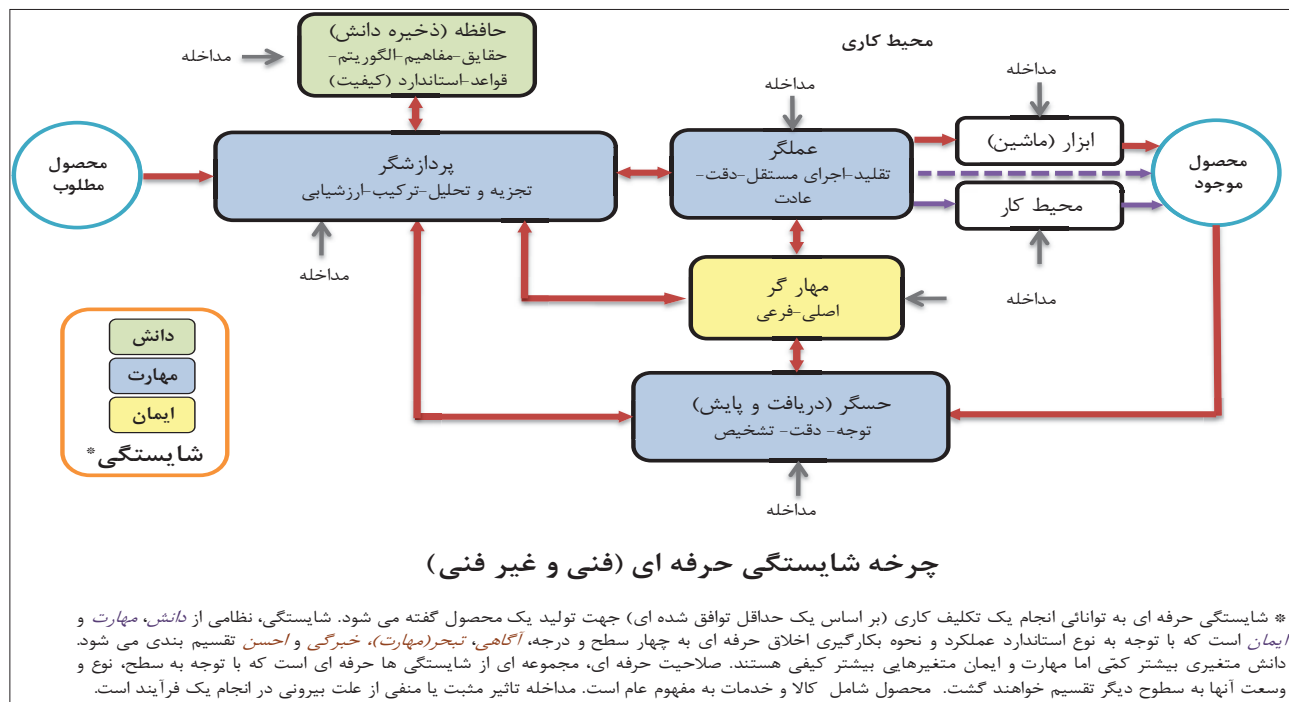 حافظه (ذخیره دانش)
حقایق-مفاهیم-الگوریتم-
قواعد-استاندارد (کیفیت)
مداخله
محیط کاری
مداخله
مداخله
محصول
مطلوب
پردازشگر
تجزیه و تحلیل-ترکیب-ارزشیابی
مداخله
عملگر
تقلید-اجرای مستقل-دقت-
عادت
ابزار (ماشین)
محیط کار
محصول
موجود
مهار گر
اصلی-فرعی
مداخله
حسگر (دریافت و پایش)
توجه- دقت- تشخیص
مداخله
دانش
مهارت
ایمان
شایستگی*
چرخه شایستگی حرفه ای (فنی و غیر فنی)
* شایستگی حرفه ای به توانائی انجام یک تکلیف کاری (بر اساس یک حداقل توافق شده ای) جهت تولید یک محصول گفته می شود. شایستگی، نظامی از دانش، مهارت و
ایمان است که با توجه به نوع استاندارد عملکرد و نحوه بکارگیری اخلاق حرفه ای به چهار سطح و درجه، آگاهی، تبحر(مهارت)، خبرگی و احسن تقسیم بندی می شود.
دانش متغیری بیشتر کمّی اما مهارت و ایمان متغیرهایی بیشتر کیفی هستند. صلاحیت حرفه ای، مجموعه ای از شایستگی ها حرفه ای است که با توجه به سطح، نوع و
وسعت آنها به سطوح دیگر تقسیم خواهند گشت. محصول شامل کالا و خدمات به مفهوم عام است. مداخله تاثیر مثبت یا منفی از علت بیرونی در انجام یک فرآیند است.